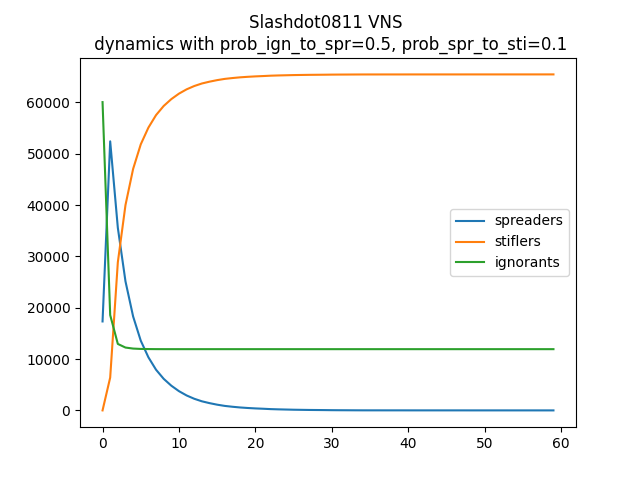 Slashdot0811 VNS
dynamics with prob_ign_to_spr=0.5, prob_spr_to_sti=0.1
60000
50000
40000
30000
20000
10000
0
spreaders
stiflers
ignorants
0 10 20 30 40 50 60